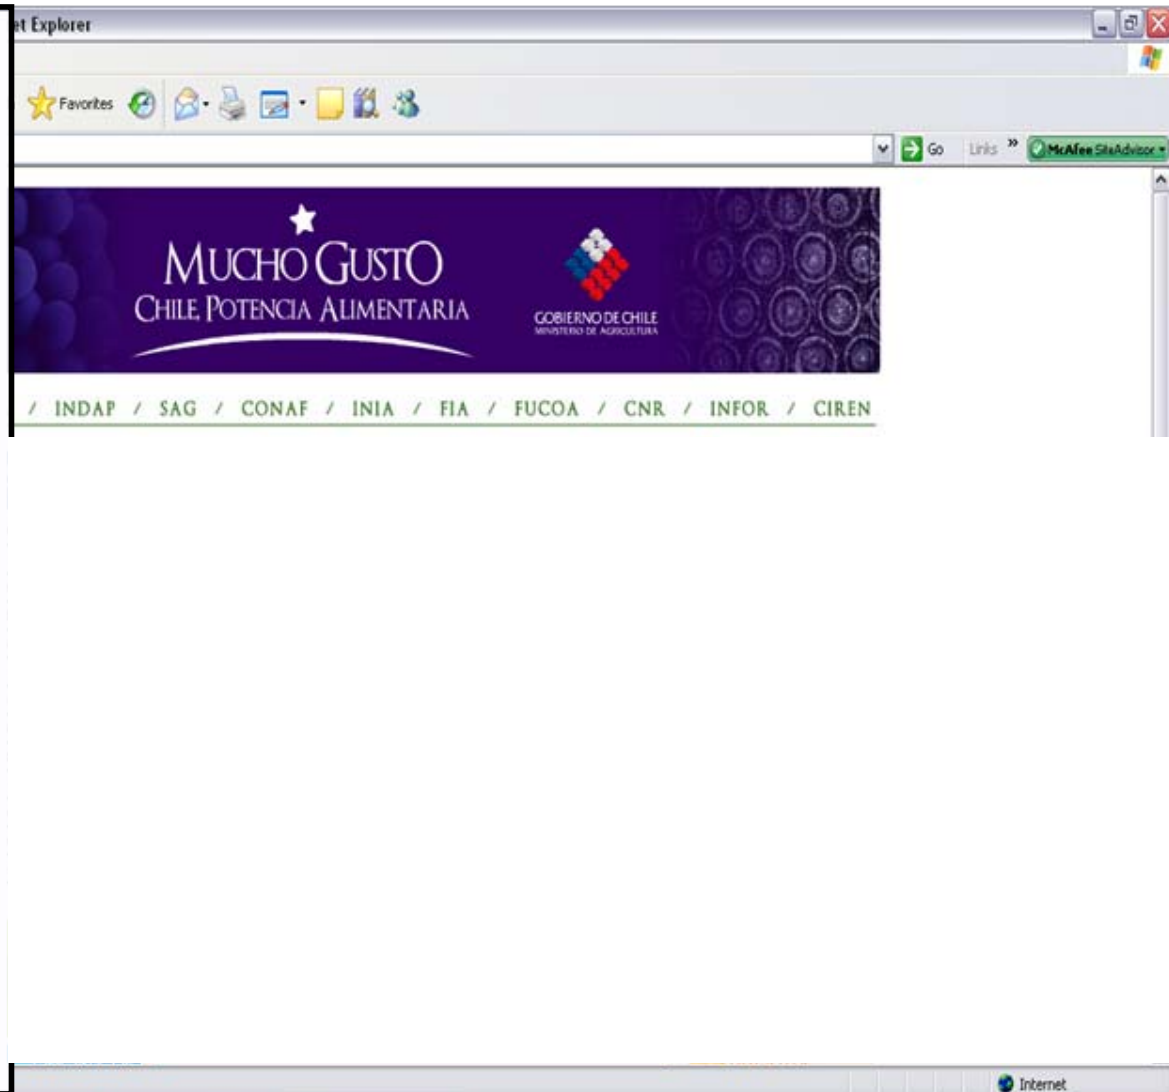 et Explorer
Favorites
Go Links » McAfee SiteAdvisor
MUCHO GUSTO
CHILE, POTENCIA ALIMENTARIA
GOBIERNO DE CHILE
MINISTERIO DE AGRICULTURA
/ INDAP / SAG / CONAF / INIA / FIA / FUCOA / CNR / INFOR / CIREN
Internet